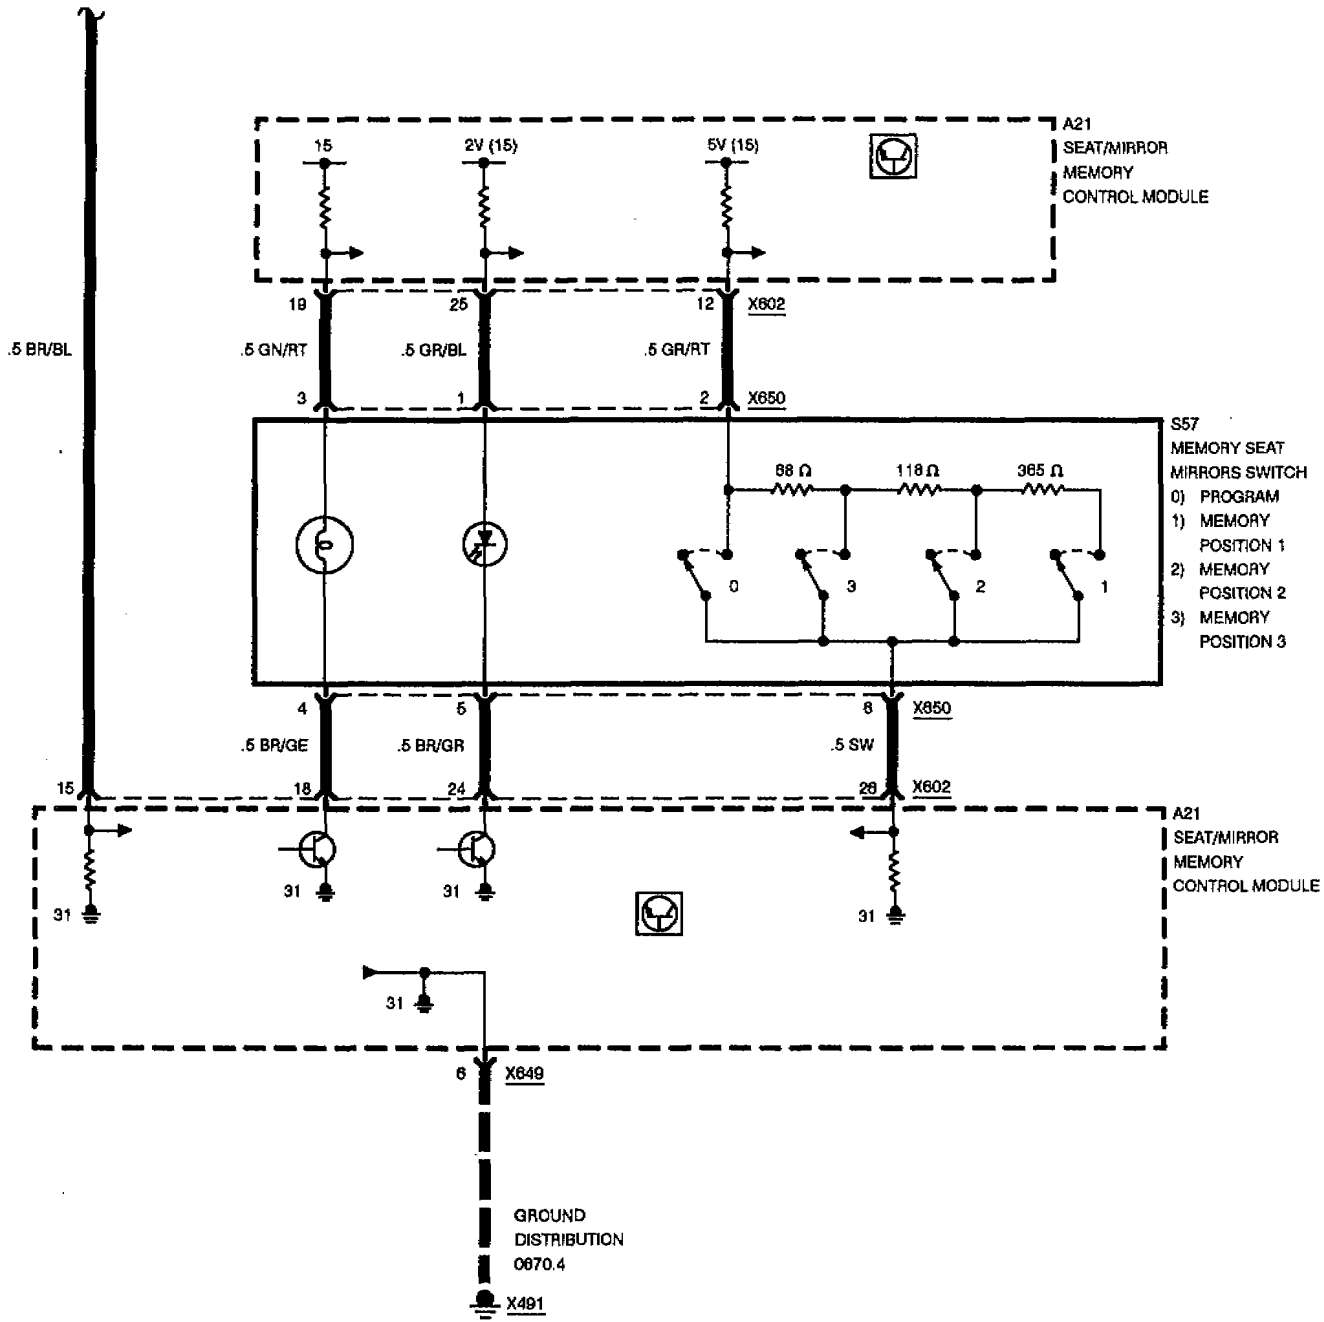 A21
SEAT/MIRROR
MEMORY
CONTROL MODULE
15 2V (15) 5V (15)
19 25 12 X602
.5 BR/BL .5 GN/RT .5 GR/BL .5 GR/RT
3 1 2 X650
S57
MEMORY SEAT
MIRRORS SWITCH
0) PROGRAM
1) MEMORY
POSITION 1
2) MEMORY
POSITION 2
3) MEMORY
POSITION 3
68 Ω 118 Ω 365 Ω
0 3 2 1
4 5 6 X650
.5 BR/GE .5 BR/GR .5 SW
15 18 24 26 X602
A21
SEAT/MIRROR
MEMORY
CONTROL MODULE
31 31 31 31
31
6 X649
GROUND
DISTRIBUTION
0670.4
X491